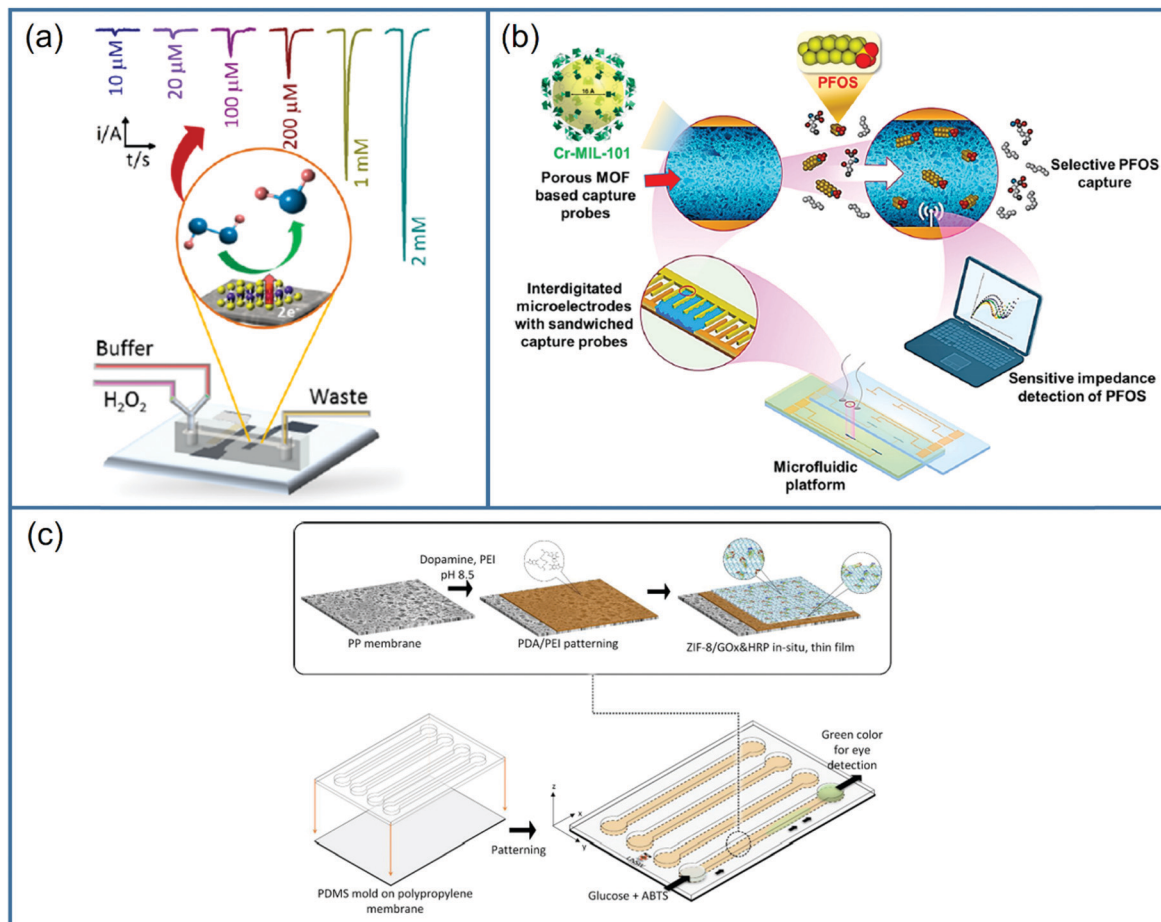 (a)
10 µM
20 µM
100 µM
200 µM
1 mM
2 mM
i/A
t/s
2e⁻
Buffer
H₂O₂
Waste
(b)
PFOS
16 Å
Cr-MIL-101
Porous MOF
based capture
probes
Selective PFOS
capture
Interdigitated
microelectrodes
with sandwiched
capture probes
Sensitive impedance
detection of PFOS
Microfluidic
platform
(c)
Dopamine, PEI
pH 8.5
PP membrane
PDA/PEI patterning
ZIF-8/GOx&HRP in-situ, thin film
Green color
for eye
detection
z
x
y
Patterning
PDMS mold on polypropylene
membrane
Glucose + ABTS